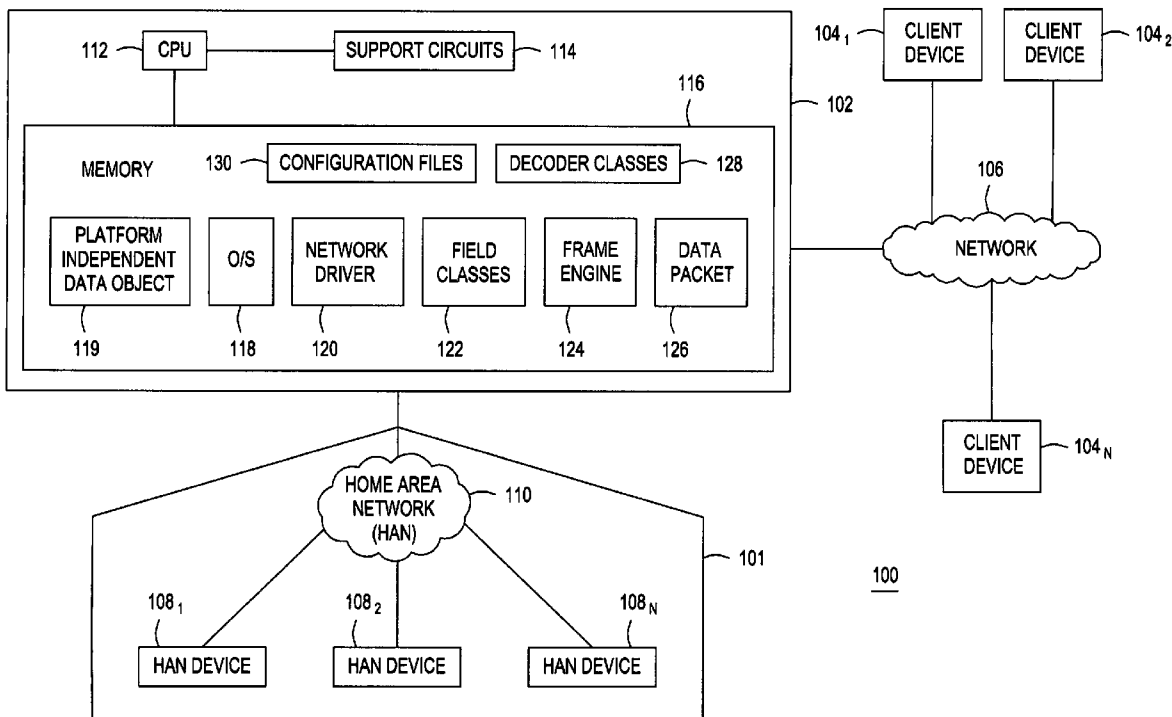 112 CPU SUPPORT CIRCUITS 114
104₁ CLIENT DEVICE
CLIENT DEVICE 104₂
102
116
MEMORY
130 CONFIGURATION FILES
DECODER CLASSES 128
PLATFORM
INDEPENDENT
DATA OBJECT
119
O/S
118
NETWORK
DRIVER
120
FIELD
CLASSES
122
FRAME
ENGINE
124
DATA
PACKET
126
106
NETWORK
CLIENT
DEVICE
104N
HOME AREA
NETWORK
(HAN)
110
101
100
108₁
HAN DEVICE
108₂
HAN DEVICE
108N
HAN DEVICE